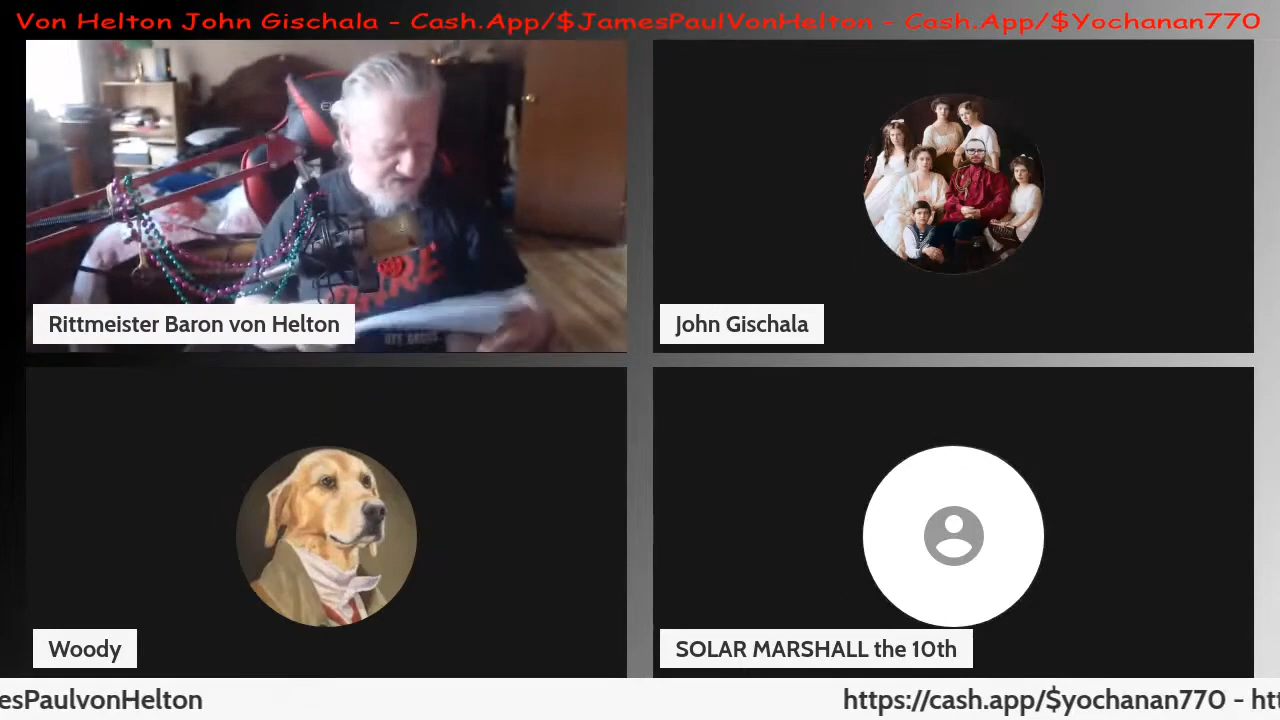 Von Helton John Gischala - Cash.App/$JamesPaulVonHelton - Cash.App/$Yochanan770
Rittmeister Baron von Helton
John Gischala
Woody
SOLAR MARSHALL the 10th
esPaulvonHelton
https://cash.app/$yochanan770 - htt